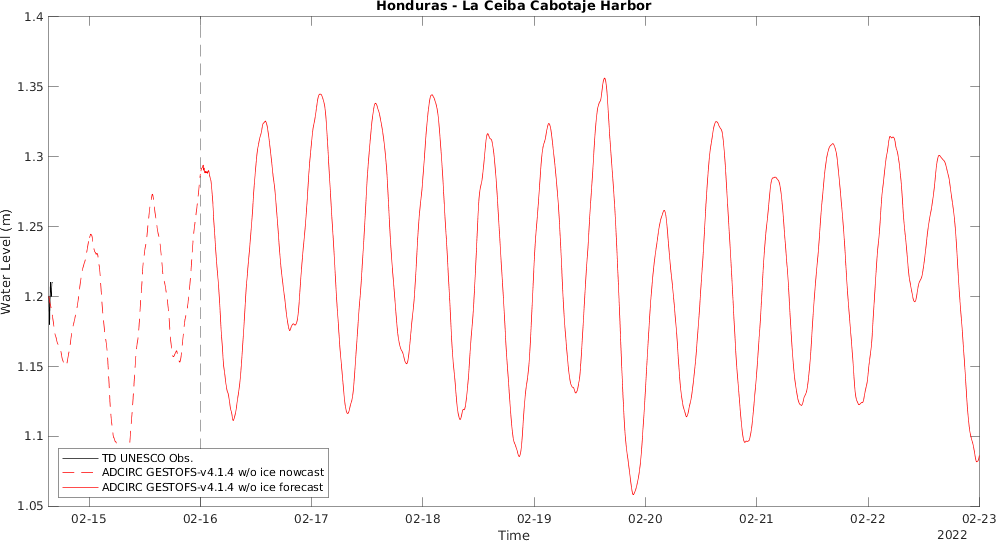 Honduras - La Ceiba Cabotaje Harbor
1.4
1.35
1.3
1.25
1.2
1.15
1.1
1.05
Water Level (m)
TD UNESCO Obs.
ADCIRC GESTOFS-v4.1.4 w/o ice nowcast
ADCIRC GESTOFS-v4.1.4 w/o ice forecast
02-15 02-16 02-17 02-18 02-19 02-20 02-21 02-22 02-23
Time
2022